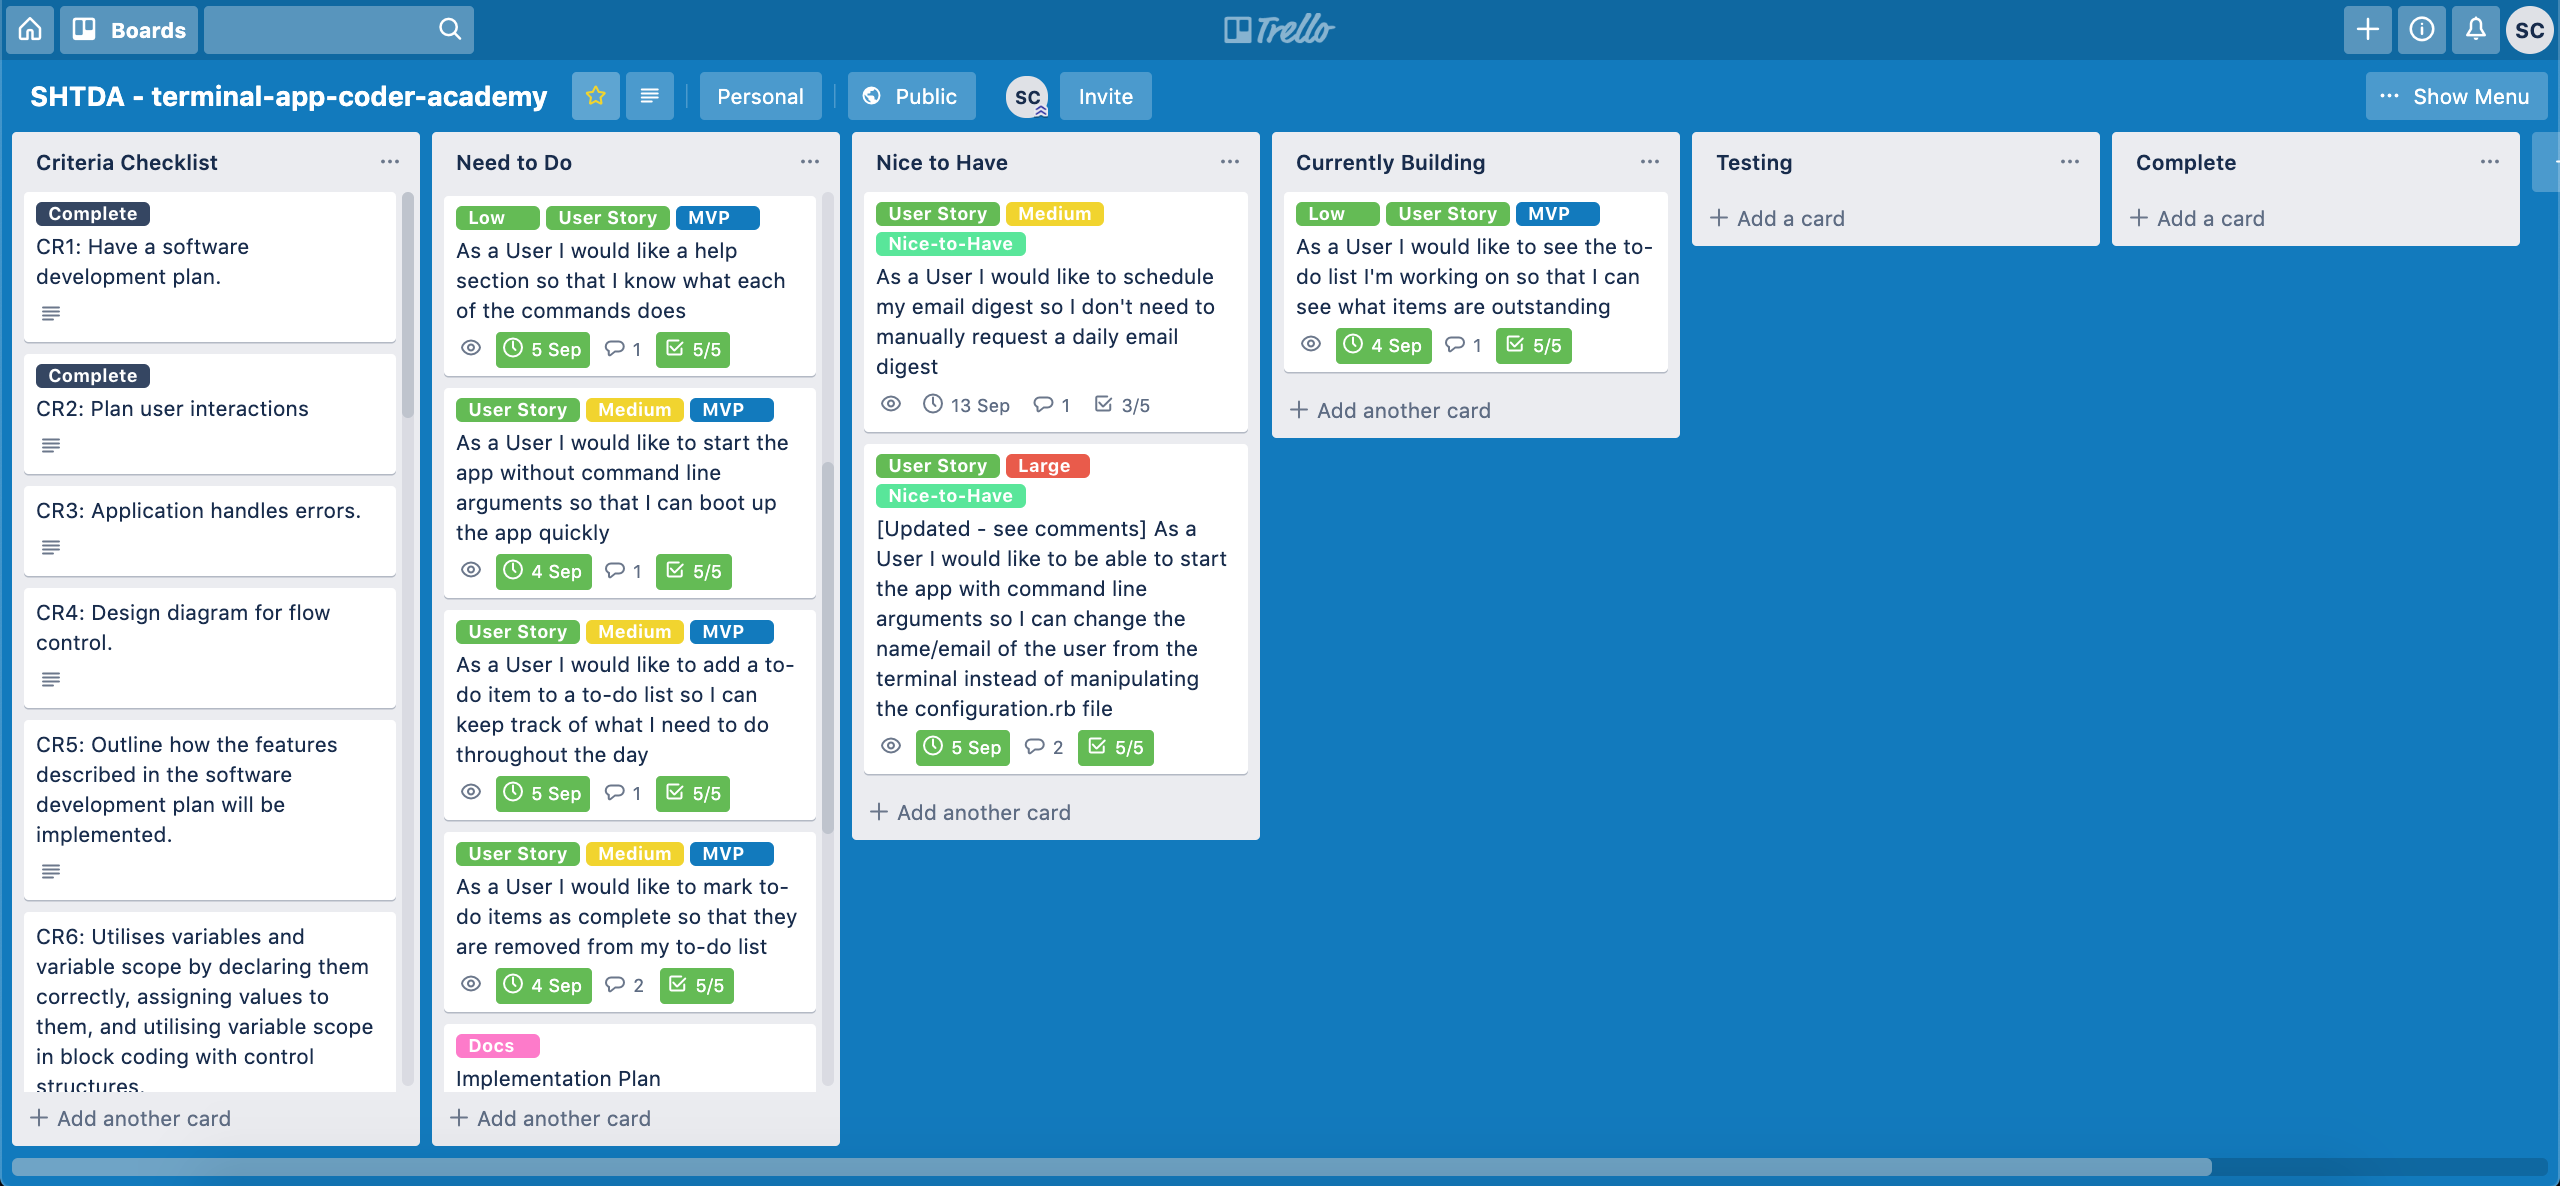 Boards
Trello
SC
SHTDA - terminal-app-coder-academy
Personal
Public
SC
Invite
Show Menu
Criteria Checklist
Complete
CR1: Have a software
development plan.
Complete
CR2: Plan user interactions
CR3: Application handles errors.
CR4: Design diagram for flow
control.
CR5: Outline how the features
described in the software
development plan will be
implemented.
CR6: Utilises variables and
variable scope by declaring them
correctly, assigning values to
them, and utilising variable scope
in block coding with control
structures.
Add another card
Need to Do
Low User Story MVP
As a User I would like a help
section so that I know what each
of the commands does
5 Sep 1 5/5
User Story Medium MVP
As a User I would like to start the
app without command line
arguments so that I can boot up
the app quickly
4 Sep 1 5/5
User Story Medium MVP
As a User I would like to add a to-
do item to a to-do list so I can
keep track of what I need to do
throughout the day
5 Sep 1 5/5
User Story Medium MVP
As a User I would like to mark to-
do items as complete so that they
are removed from my to-do list
4 Sep 2 5/5
Docs
Implementation Plan
Add another card
Nice to Have
User Story Medium
Nice-to-Have
As a User I would like to schedule
my email digest so I don't need to
manually request a daily email
digest
13 Sep 1 3/5
User Story Large
Nice-to-Have
[Updated - see comments] As a
User I would like to be able to start
the app with command line
arguments so I can change the
name/email of the user from the
terminal instead of manipulating
the configuration.rb file
5 Sep 2 5/5
Add another card
Currently Building
Low User Story MVP
As a User I would like to see the to-
do list I'm working on so that I can
see what items are outstanding
4 Sep 1 5/5
Add another card
Testing
Add a card
Complete
Add a card